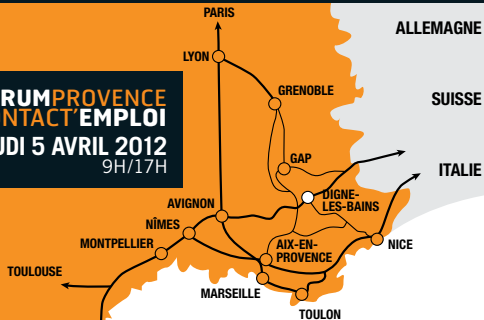 PARIS
ALLEMAGNE
LYON
GRENOBLE
SUISSE
RUMPROVENCE
NTACT'EMPLOI
UDI 5 AVRIL 2012
9H/17H
GAP
ITALIE
DIGNE-
LES-BAINS
AVIGNON
NÎMES
MONTPELLIER
AIX-EN-
PROVENCE
NICE
TOULOUSE
MARSEILLE
TOULON